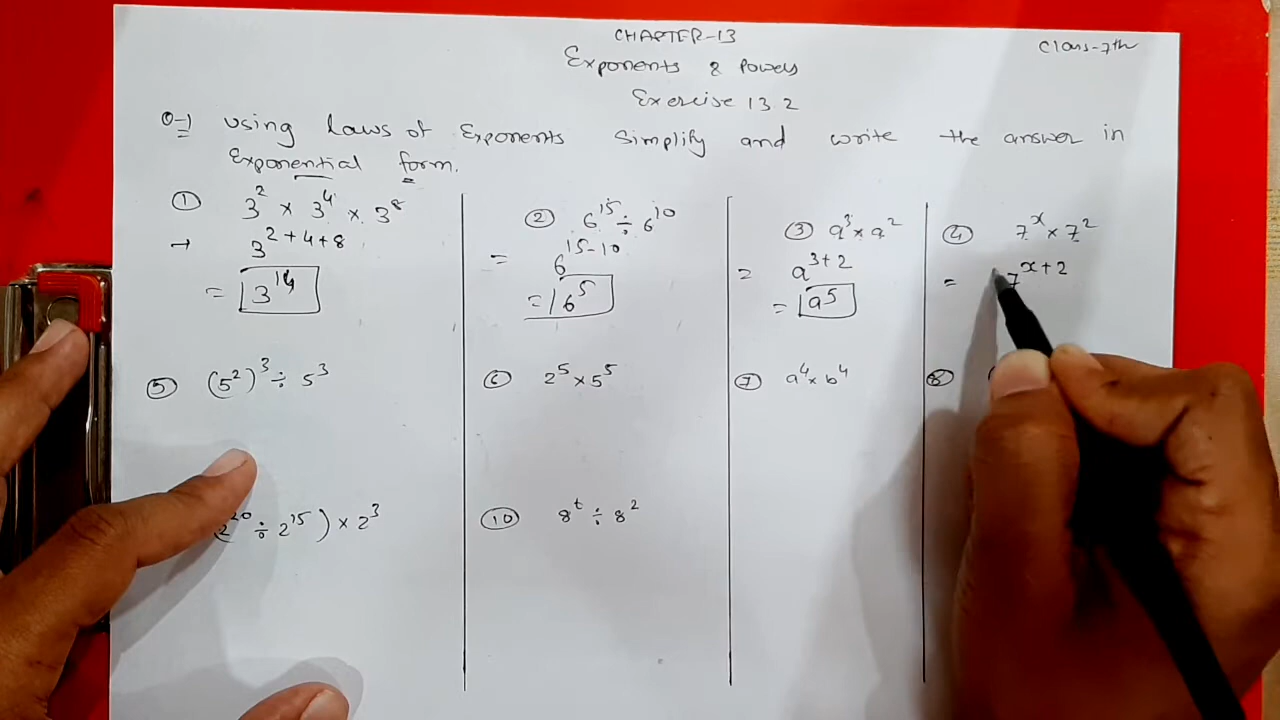 CHAPTER-13
Class-7th
Exponents & Powers
Exercise 13.2
Q-1 using Laws of Exponents Simplify and write the answer in
Exponential form.
① 3² × 3⁴ × 3⁸
→ 3²⁺⁴⁺⁸
= 3¹⁴
② 6¹⁵ ÷ 6¹⁰
= 6¹⁵⁻¹⁰
= 6⁵
③ a³ × a²
= a³⁺²
= a⁵
④ 7ˣ × 7²
= 7ˣ⁺²
⑤ (5²)³ ÷ 5³
⑥ 2⁵ × 5⁵
⑦ a⁴ × b⁴
⑧ (
(2²⁰ ÷ 2¹⁵) × 2³
⑩ 8ᵗ ÷ 8²